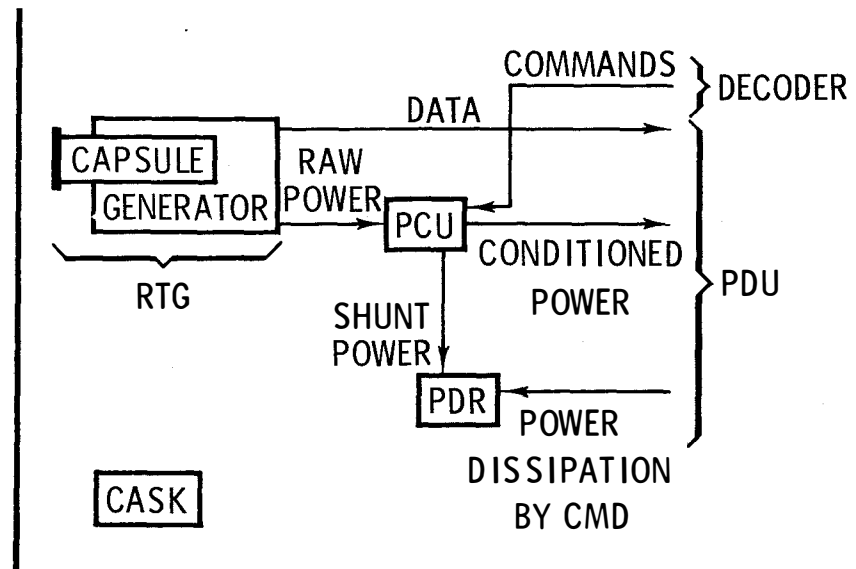 COMMANDS
DECODER
DATA
CAPSULE
RAW
POWER
GENERATOR
PCU
CONDITIONED
POWER
PDU
RTG
SHUNT
POWER
PDR
POWER
DISSIPATION
BY CMD
CASK